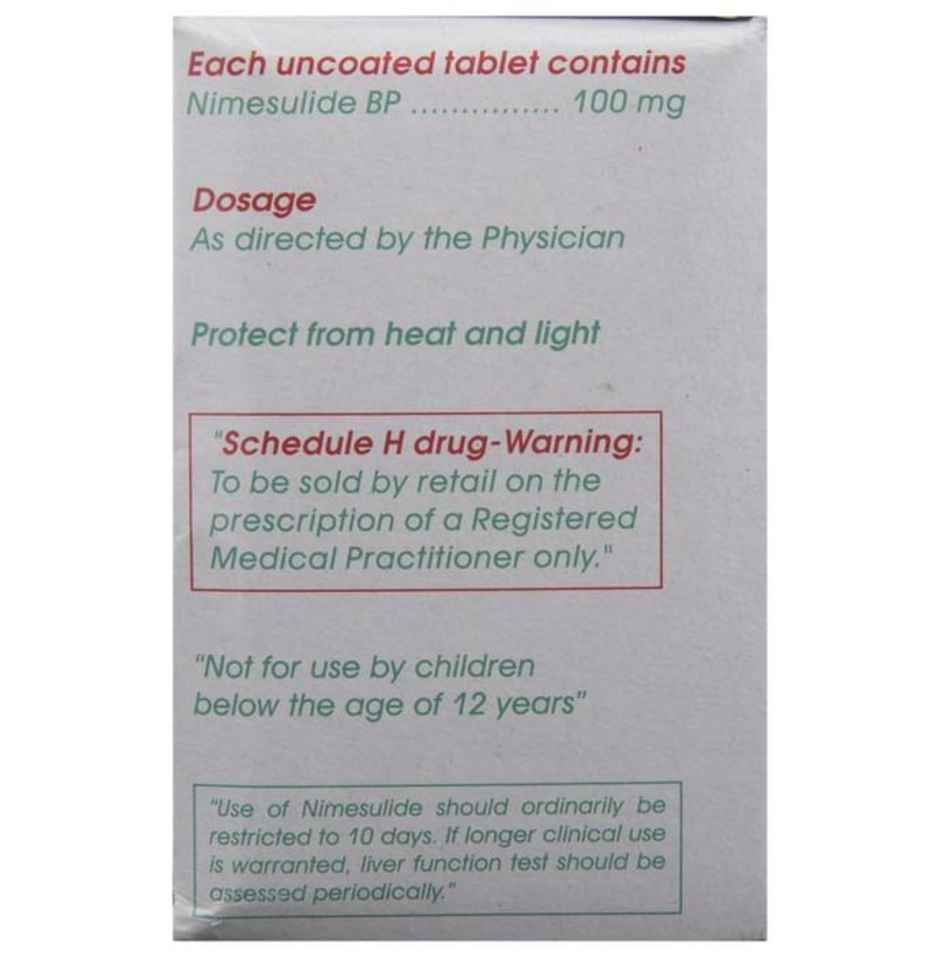 Each uncoated tablet contains
Nimesulide BP ............... 100 mg
Dosage
As directed by the Physician
Protect from heat and light
"Schedule H drug-Warning:
To be sold by retail on the
prescription of a Registered
Medical Practitioner only."
"Not for use by children
below the age of 12 years"
"Use of Nimesulide should ordinarily be
restricted to 10 days. If longer clinical use
is warranted, liver function test should be
assessed periodically."